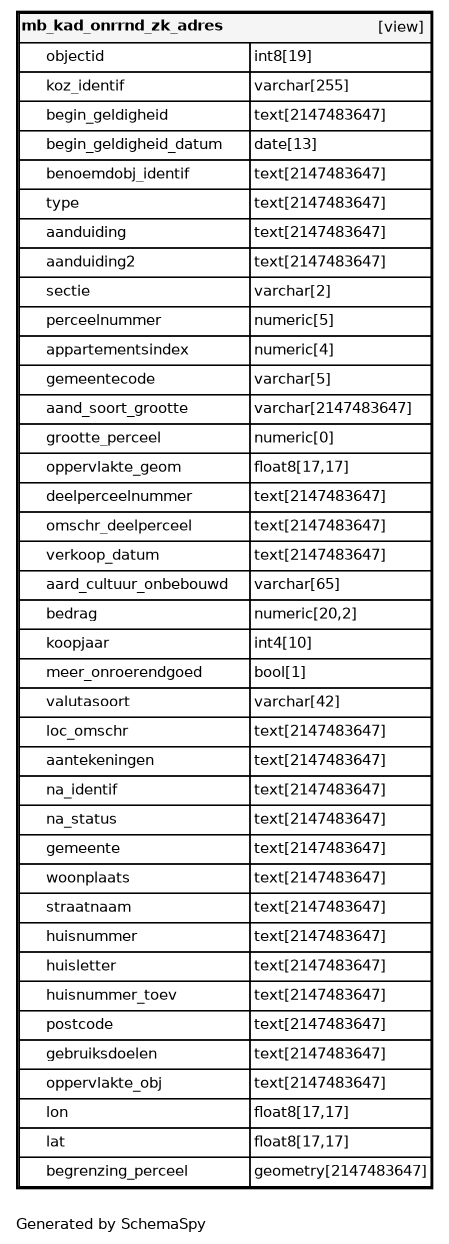 mb_kad_onrrnd_zk_adres [view]
objectid int8[19]
koz_identif varchar[255]
begin_geldigheid text[2147483647]
begin_geldigheid_datum date[13]
benoemdobj_identif text[2147483647]
type text[2147483647]
aanduiding text[2147483647]
aanduiding2 text[2147483647]
sectie varchar[2]
perceelnummer numeric[5]
appartementsindex numeric[4]
gemeentecode varchar[5]
aand_soort_grootte varchar[2147483647]
grootte_perceel numeric[0]
oppervlakte_geom float8[17,17]
deelperceelnummer text[2147483647]
omschr_deelperceel text[2147483647]
verkoop_datum text[2147483647]
aard_cultuur_onbebouwd varchar[65]
bedrag numeric[20,2]
koopjaar int4[10]
meer_onroerendgoed bool[1]
valutasoort varchar[42]
loc_omschr text[2147483647]
aantekeningen text[2147483647]
na_identif text[2147483647]
na_status text[2147483647]
gemeente text[2147483647]
woonplaats text[2147483647]
straatnaam text[2147483647]
huisnummer text[2147483647]
huisletter text[2147483647]
huisnummer_toev text[2147483647]
postcode text[2147483647]
gebruiksdoelen text[2147483647]
oppervlakte_obj text[2147483647]
lon float8[17,17]
lat float8[17,17]
begrenzing_perceel geometry[2147483647]
Generated by SchemaSpy